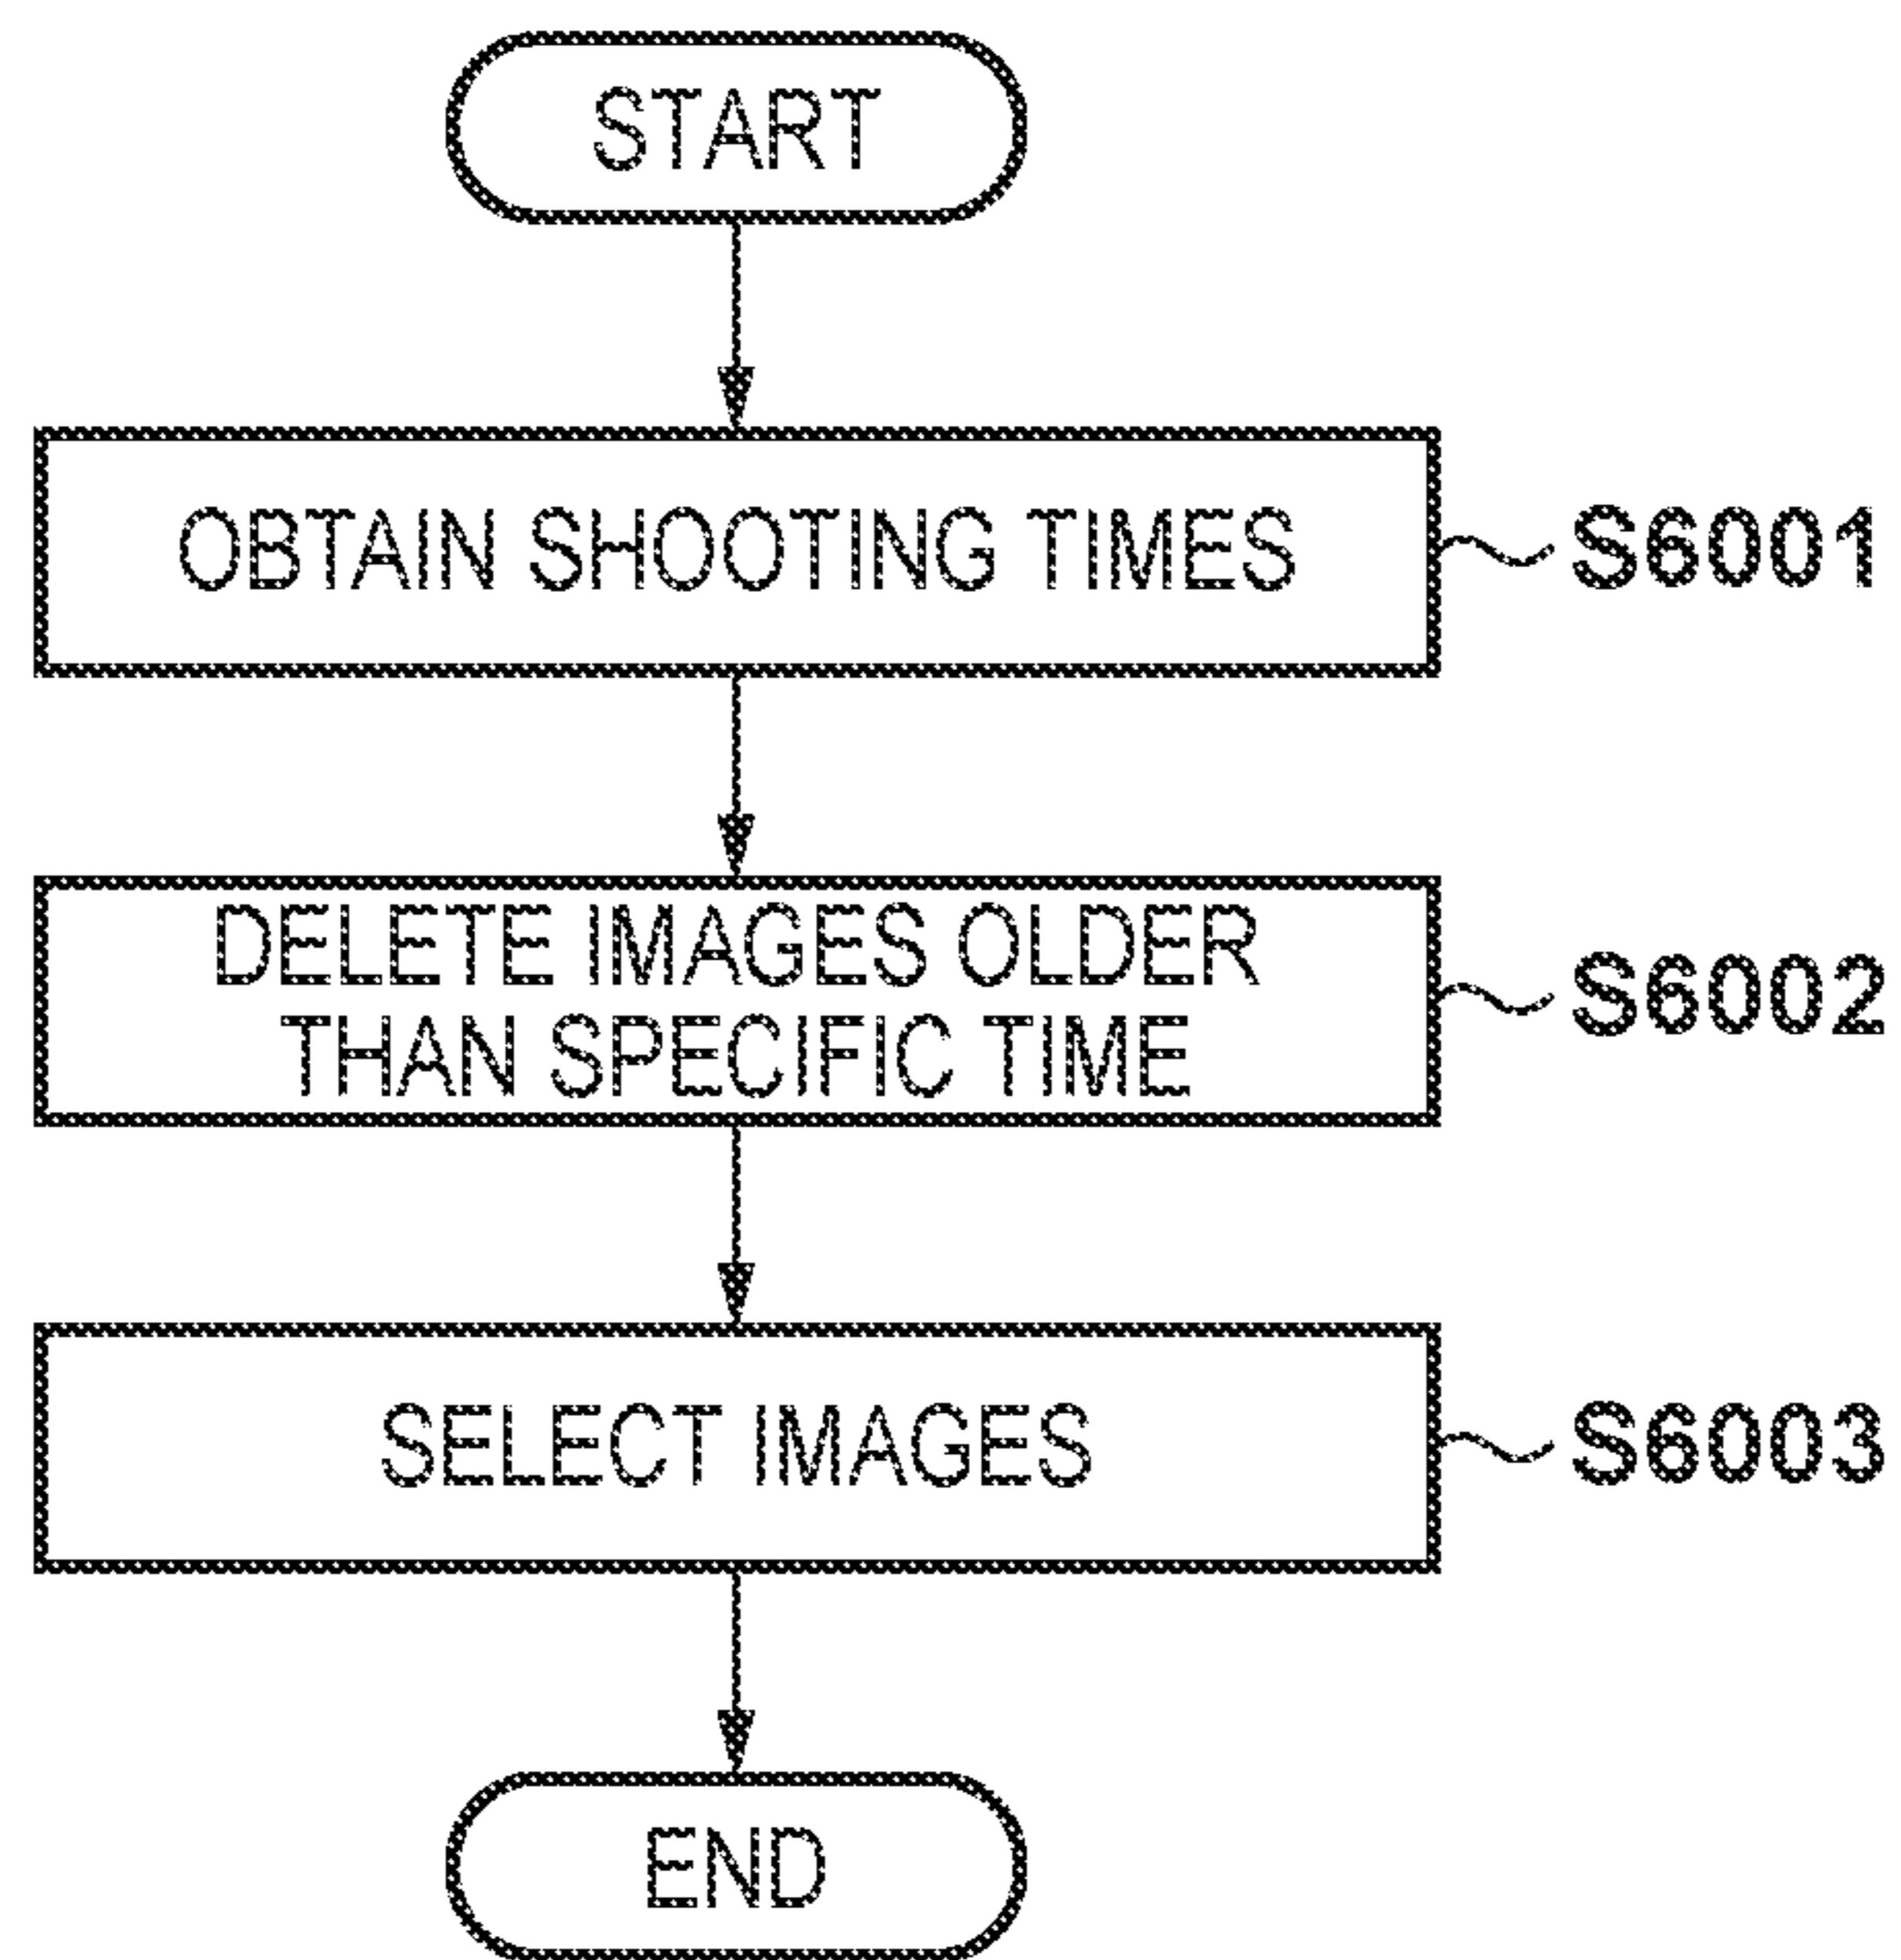 START
OBTAIN SHOOTING TIMES
S6001
DELETE IMAGES OLDER
THAN SPECIFIC TIME
S6002
SELECT IMAGES
S6003
END